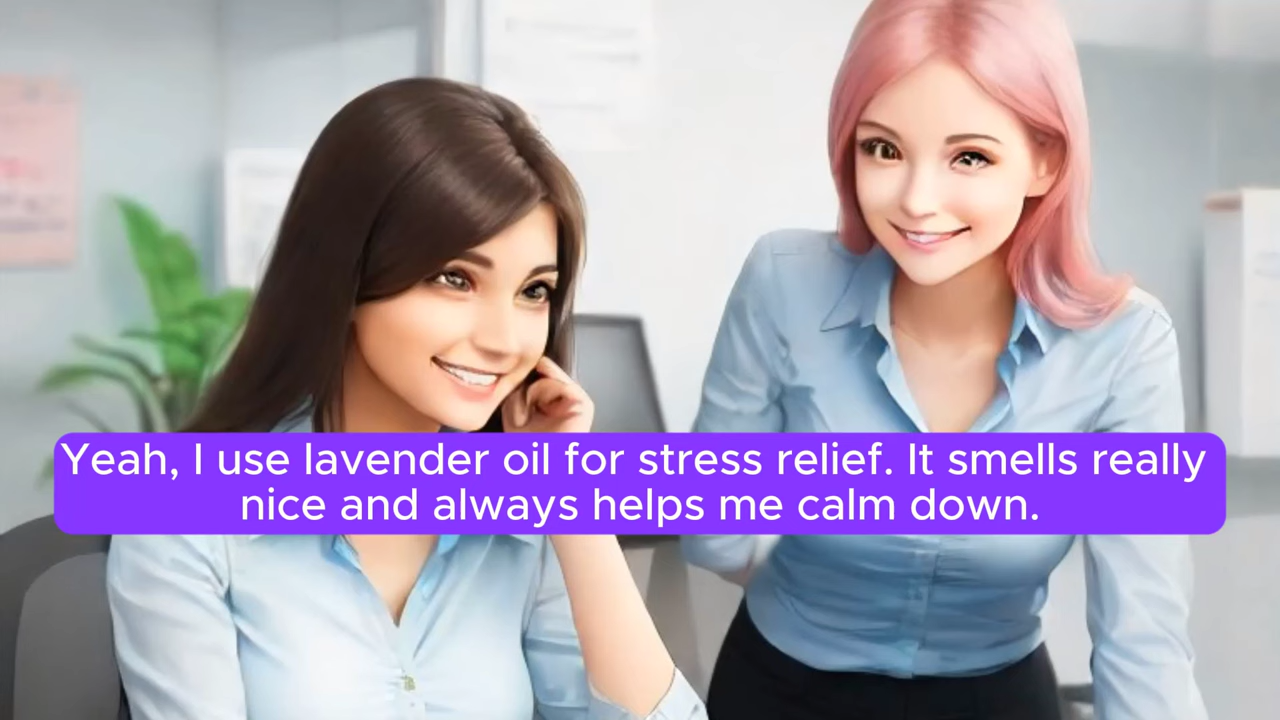 Yeah, I use lavender oil for stress relief. It smells really
nice and always helps me calm down.